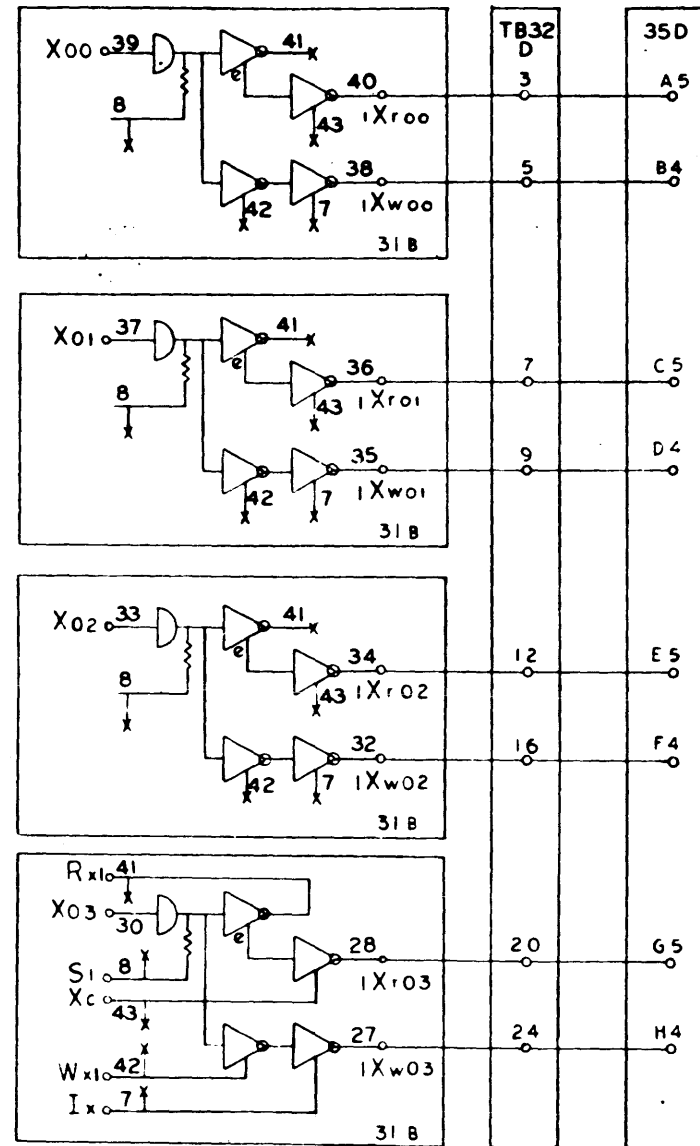 TB32 35D
D
X00 39 41
8 e 40 3 A5
43 1Xr00
38 5 B4
42 7 1Xw00
31B
X01 37 41
8 e 36 7 C5
43 1Xr01
35 9 D4
42 7 1Xw01
31B
X02 33 41
8 e 34 12 E5
43 1Xr02
32 16 F4
42 7 1Xw02
31B
Rx1 41
X03 30
e 28 20 G5
S1 8 1Xr03
Xc 43
27 24 H4
Wx1 42 1Xw03
Ix 7
31B